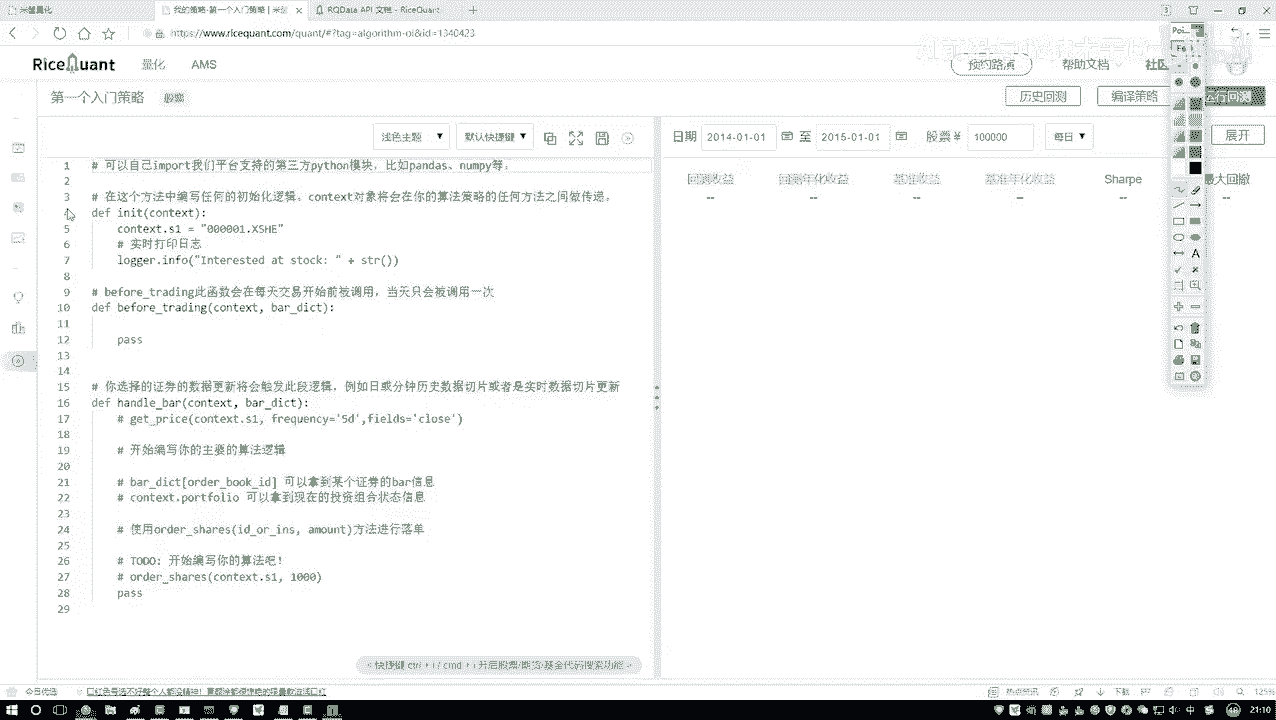 米筐量化
我的策略-第一个入门策略 | 米筐
RQData API 文档 - RiceQuant
https://www.ricequant.com/quant/#?tag=algorithm-oi&id=134042
RiceQuant
量化
AMS
预约路演
帮助文档
社区
第一个入门策略
股票
历史回测
编译策略
运行回测
浅色主题
默认快捷键
日期
2014-01-01
至
2015-01-01
股票 ¥
100000
每日
展开
回测收益
回测年化收益
基准收益
基准年化收益
Sharpe
最大回撤
--
--
--
--
--
--
1 # 可以自己import我们平台支持的第三方python模块，比如pandas、numpy等。
2
3 # 在这个方法中编写任何的初始化逻辑。context对象将会在你的算法策略的任何方法之间做传递。
4 def init(context):
5 context.s1 = "000001.XSHE"
6 # 实时打印日志
7 logger.info("Interested at stock: " + str())
8
9 # before_trading此函数会在每天交易开始前被调用，当天只会被调用一次
10 def before_trading(context, bar_dict):
11
12 pass
13
14
15 # 你选择的证券的数据更新将会触发此段逻辑，例如日或分钟历史数据切片或者是实时数据切片更新
16 def handle_bar(context, bar_dict):
17 # get_price(context.s1, frequency='5d',fields='close')
18
19 # 开始编写你的主要的算法逻辑
20
21 # bar_dict[order_book_id] 可以拿到某个证券的bar信息
22 # context.portfolio 可以拿到现在的投资组合状态信息
23
24 # 使用order_shares(id_or_ins, amount)方法进行落单
25
26 # TODO: 开始编写你的算法吧！
27 # order_shares(context.s1, 1000)
28 pass
29
快捷键 ctrl + i / cmd + i 开启股票/期货/基金代码搜索功能
今日优选
21:10